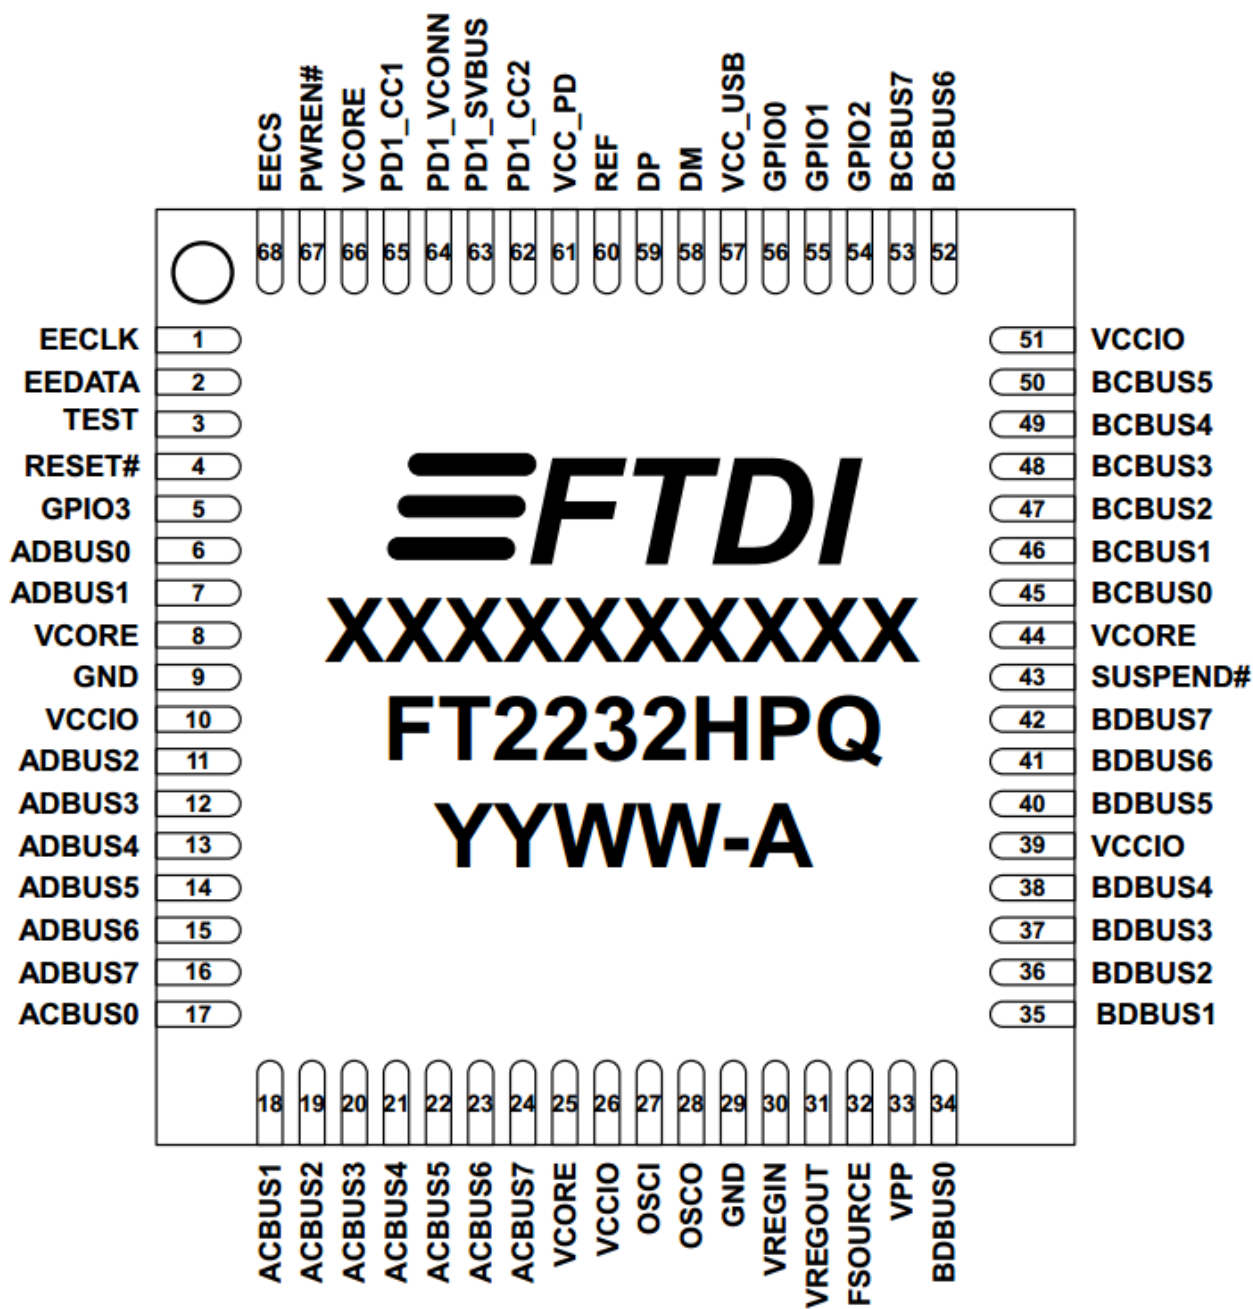 EECS
PWREN#
VCORE
PD1_CC1
PD1_VCONN
PD1_SVBUS
PD1_CC2
VCC_PD
REF
DP
DM
VCC_USB
GPIO0
GPIO1
GPIO2
BCBUS7
BCBUS6
68 67 66 65 64 63 62 61 60 59 58 57 56 55 54 53 52
EECLK 1
EEDATA 2
TEST 3
RESET# 4
GPIO3 5
ADBUS0 6
ADBUS1 7
VCORE 8
GND 9
VCCIO 10
ADBUS2 11
ADBUS3 12
ADBUS4 13
ADBUS5 14
ADBUS6 15
ADBUS7 16
ACBUS0 17
FTDI
XXXXXXXXXX
FT2232HPQ
YYWW-A
51 VCCIO
50 BCBUS5
49 BCBUS4
48 BCBUS3
47 BCBUS2
46 BCBUS1
45 BCBUS0
44 VCORE
43 SUSPEND#
42 BDBUS7
41 BDBUS6
40 BDBUS5
39 VCCIO
38 BDBUS4
37 BDBUS3
36 BDBUS2
35 BDBUS1
18 19 20 21 22 23 24 25 26 27 28 29 30 31 32 33 34
ACBUS1
ACBUS2
ACBUS3
ACBUS4
ACBUS5
ACBUS6
ACBUS7
VCORE
VCCIO
OSCI
OSCO
GND
VREGIN
VREGOUT
FSOURCE
VPP
BDBUS0